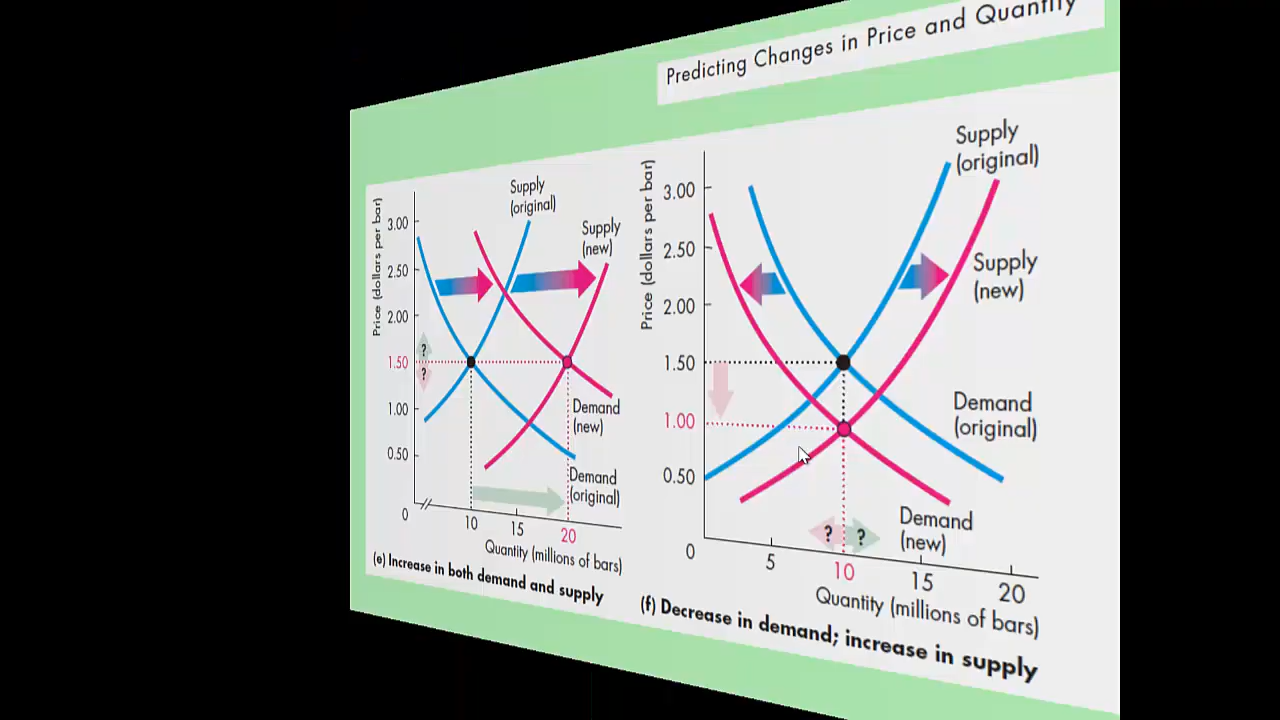 Predicting Changes in Price and Quantity
Price (dollars per bar)
3.00
2.50
2.00
1.50
1.00
0.50
0
?
?
Supply
(original)
Supply
(new)
Demand
(new)
Demand
(original)
10
15
20
Quantity (millions of bars)
(e) Increase in both demand and supply
Price (dollars per bar)
3.00
2.50
2.00
1.50
1.00
0.50
0
Supply
(original)
Supply
(new)
Demand
(original)
Demand
(new)
?
?
5
10
15
20
Quantity (millions of bars)
(f) Decrease in demand; increase in supply